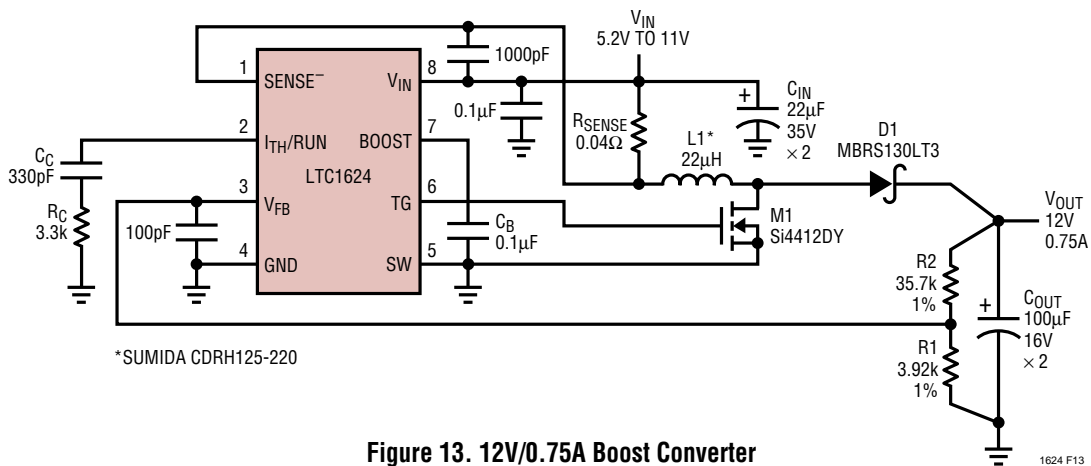 V_IN
5.2V TO 11V
1000pF
1
SENSE⁻
V_IN
8
0.1µF
R_SENSE
0.04Ω
+
C_IN
22µF
35V
× 2
2
I_TH/RUN
BOOST
7
L1*
22µH
D1
MBRS130LT3
C_C
330pF
LTC1624
3
V_FB
TG
6
M1
Si4412DY
V_OUT
12V
0.75A
R_C
3.3k
100pF
C_B
0.1µF
4
GND
SW
5
R2
35.7k
1%
+
C_OUT
100µF
16V
× 2
R1
3.92k
1%
*SUMIDA CDRH125-220
Figure 13. 12V/0.75A Boost Converter
1624 F13